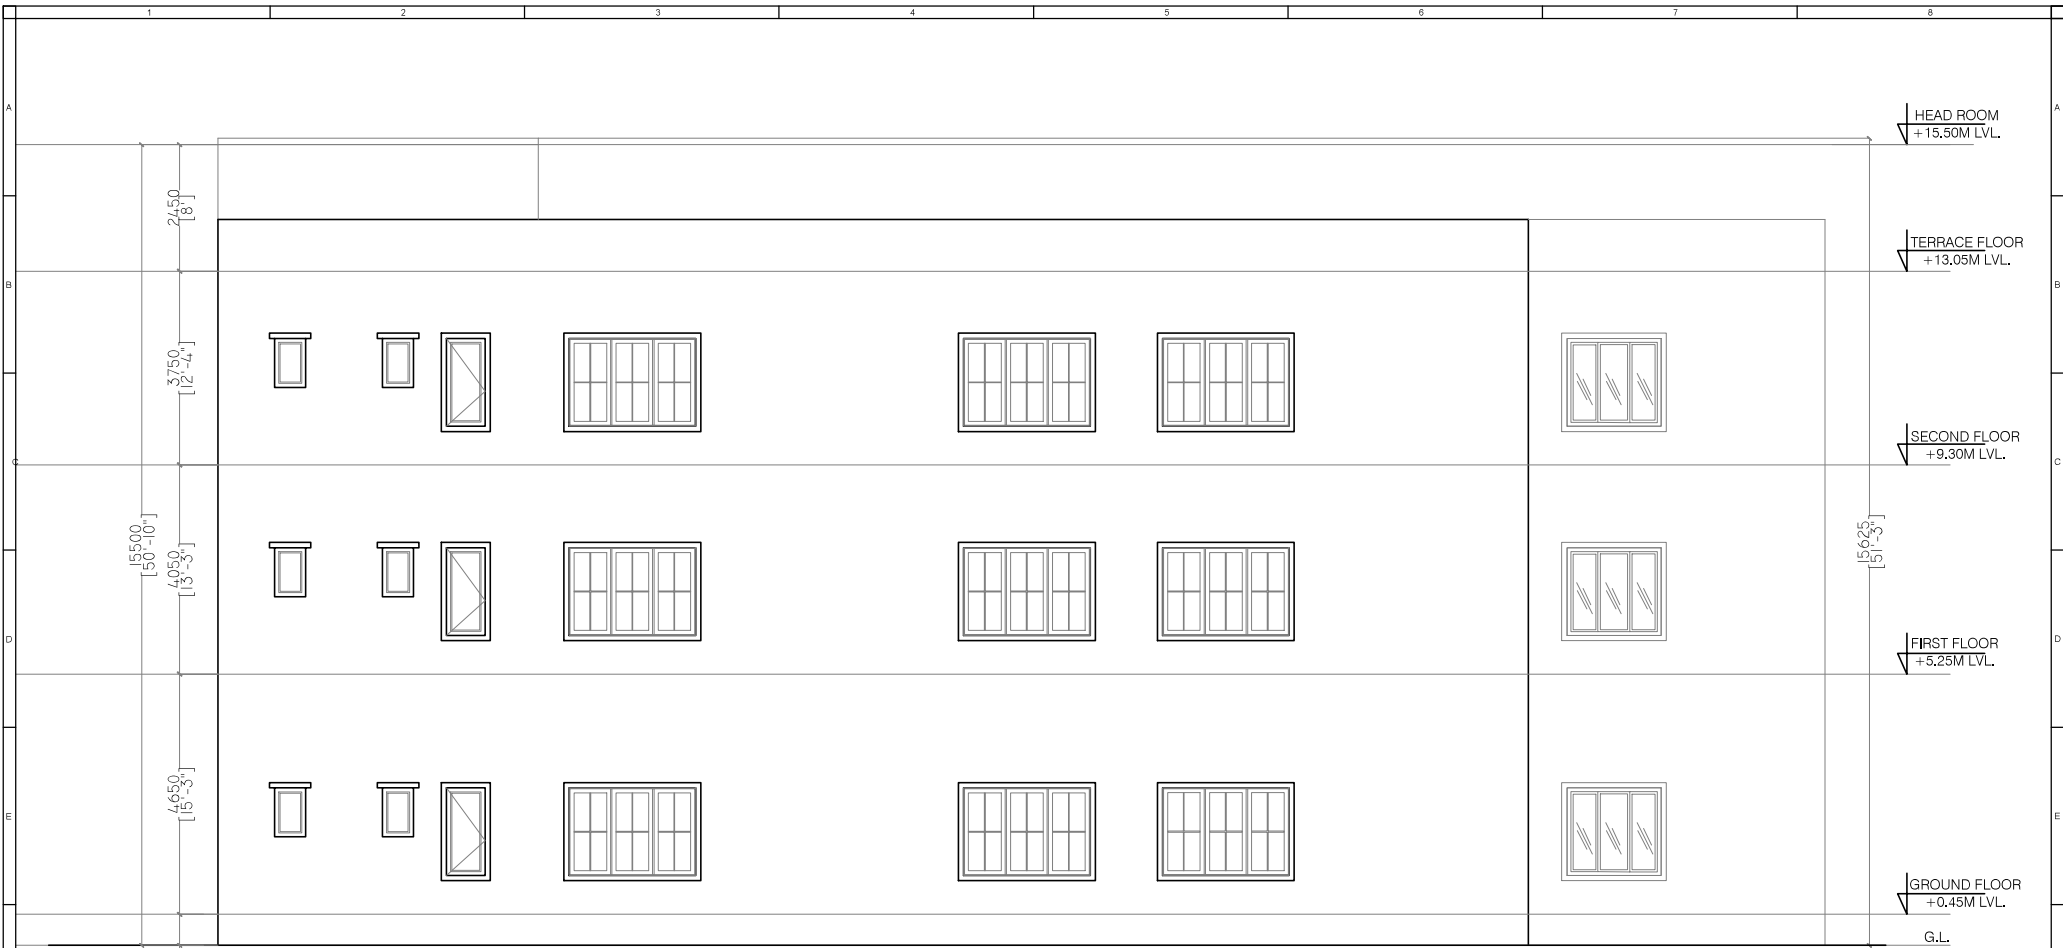 1 2 3 4 5 6 7 8
A A
HEAD ROOM
+15.50M LVL.
2450
[8']
TERRACE FLOOR
+13.05M LVL.
B B
3750
[12'-4"]
SECOND FLOOR
+9.30M LVL.
C C
15500
[50'-10"]
4050
[13'-3"]
15625
[51'-3"]
D D
FIRST FLOOR
+5.25M LVL.
4650
[15'-3"]
E E
GROUND FLOOR
+0.45M LVL.
G.L.